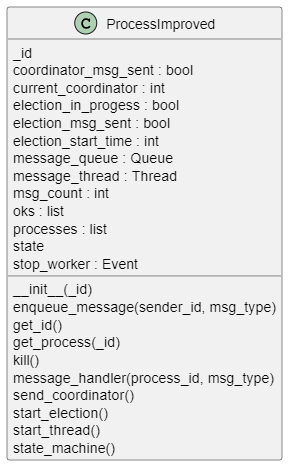 C ProcessImproved
_id
coordinator_msg_sent : bool
current_coordinator : int
election_in_progess : bool
election_msg_sent : bool
election_start_time : int
message_queue : Queue
message_thread : Thread
msg_count : int
oks : list
processes : list
state
stop_worker : Event
__init__(_id)
enqueue_message(sender_id, msg_type)
get_id()
get_process(_id)
kill()
message_handler(process_id, msg_type)
send_coordinator()
start_election()
start_thread()
state_machine()